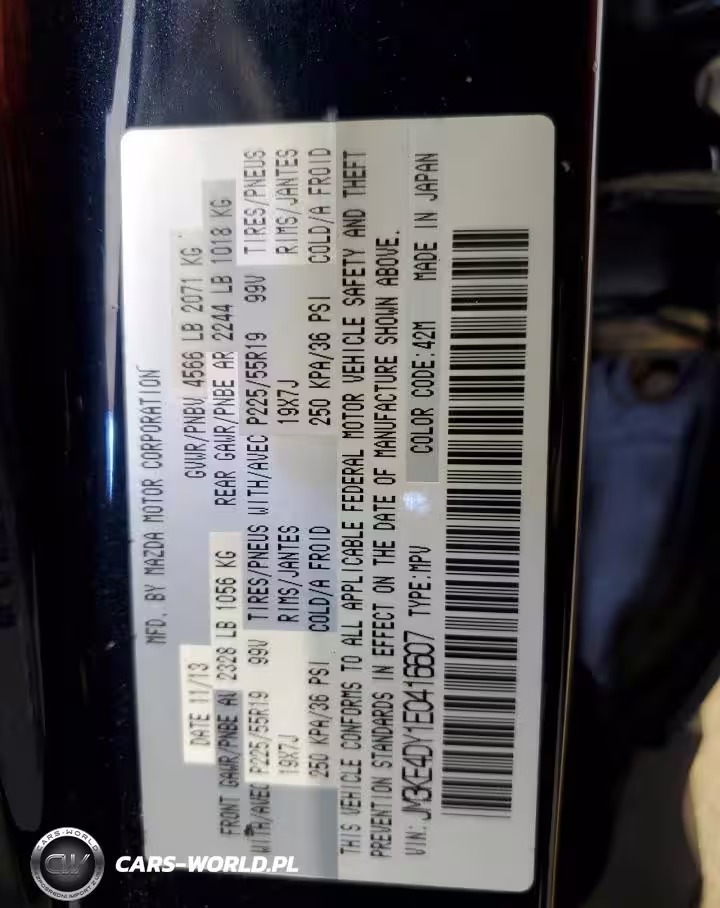 MFD. BY MAZDA MOTOR CORPORATION
DATE 11/13 GVWR/PNBV 4566 LB 2071 KG
FRONT GAWR/PNBE AV 2328 LB 1056 KG REAR GAWR/PNBE AR 2244 LB 1018 KG
WITH/AVEC P225/55R19 99V TIRES/PNEUS WITH/AVEC P225/55R19 99V TIRES/PNEUS
19X7J RIMS/JANTES 19X7J RIMS/JANTES
250 KPA/36 PSI COLD/A FROID 250 KPA/36 PSI COLD/A FROID
THIS VEHICLE CONFORMS TO ALL APPLICABLE FEDERAL MOTOR VEHICLE SAFETY AND THEFT
PREVENTION STANDARDS IN EFFECT ON THE DATE OF MANUFACTURE SHOWN ABOVE.
VIN: JM3KE4DY1E0416607 TYPE:MPV COLOR CODE:42M MADE IN JAPAN
CARS-WORLD
CW
CARS-WORLD.PL